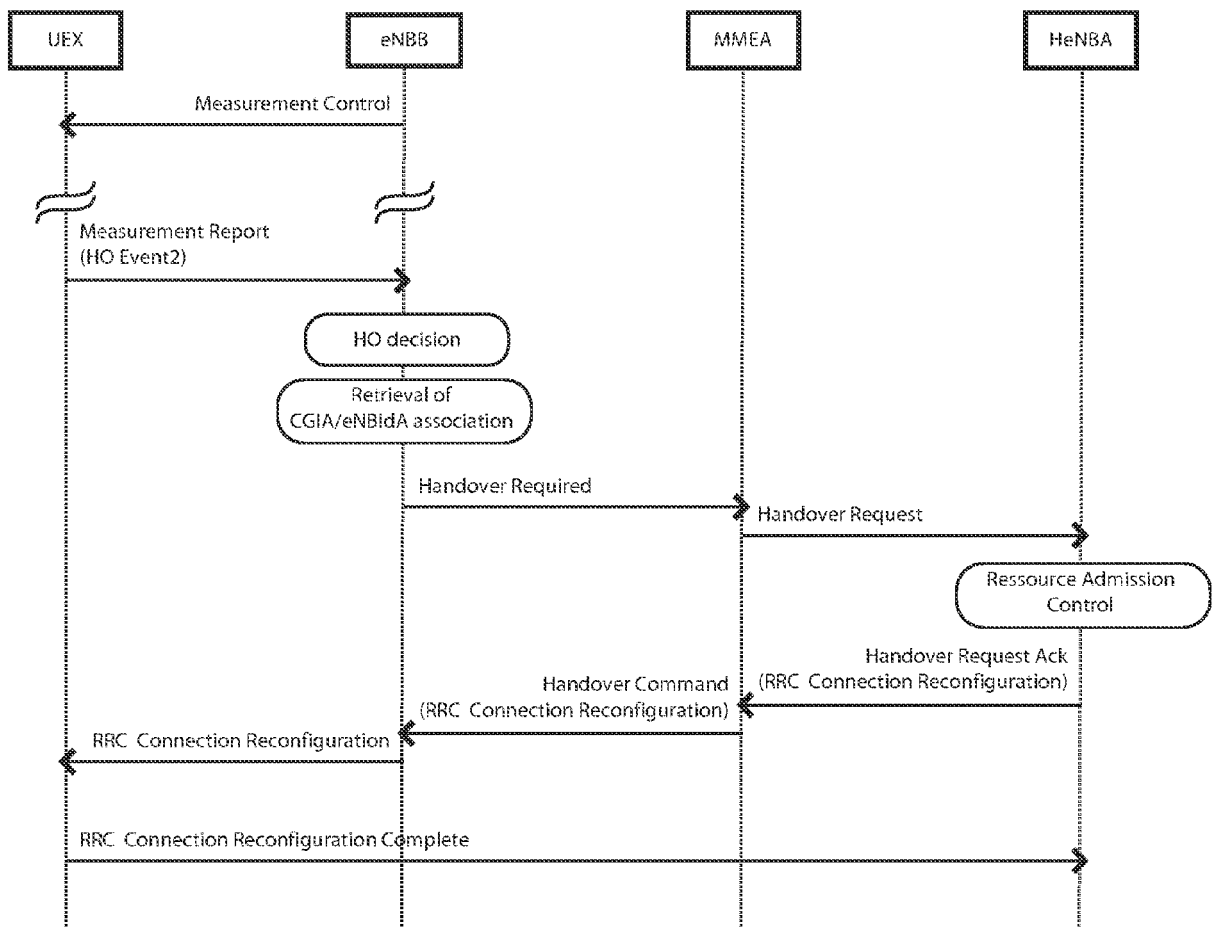 UEX
eNBB
MMEA
HeNBA
Measurement Control
Measurement Report
(HO Event2)
HO decision
Retrieval of
CGIA/eNBidA association
Handover Required
Handover Request
Ressource Admission
Control
Handover Request Ack
(RRC Connection Reconfiguration)
Handover Command
(RRC Connection Reconfiguration)
RRC Connection Reconfiguration
RRC Connection Reconfiguration Complete